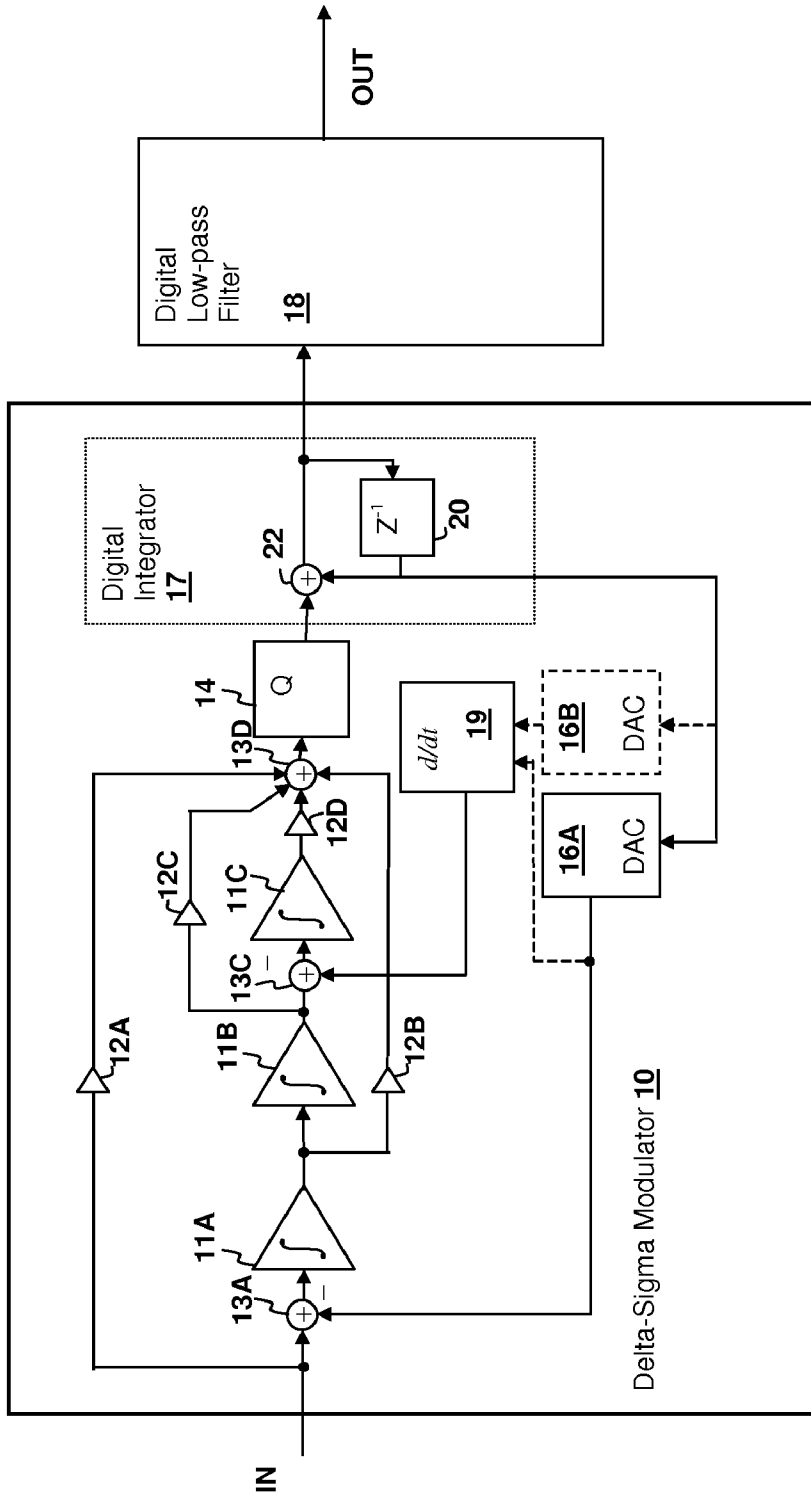 IN
13A
+
−
11A
∫
12A
12B
11B
∫
12C
13C
+
−
11C
∫
12D
13D
+
14
Q
Digital
Integrator
17
22
+
Z⁻¹
20
d/dt
19
16A
DAC
16B
DAC
Delta-Sigma Modulator 10
Digital
Low-pass
Filter
18
OUT